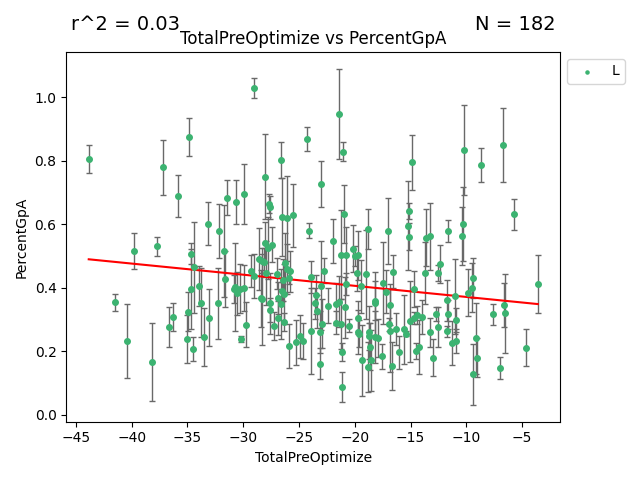 r^2 = 0.03
N = 182
TotalPreOptimize vs PercentGpA
L
1.0
0.8
0.6
0.4
0.2
0.0
PercentGpA
−45 −40 −35 −30 −25 −20 −15 −10 −5
TotalPreOptimize